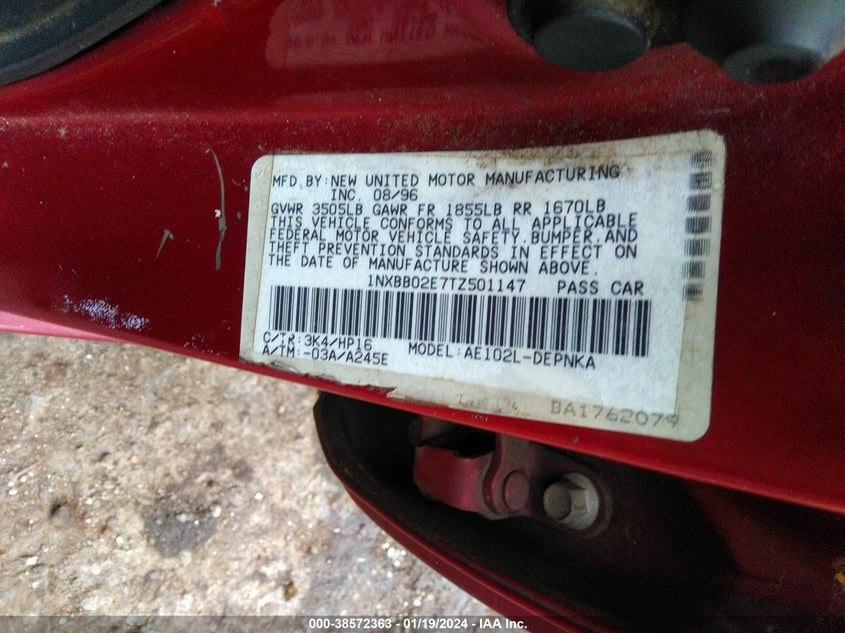 MFD. BY: NEW UNITED MOTOR MANUFACTURING
INC. 08/96
GVWR 3505LB GAWR FR 1855LB RR 1670LB
THIS VEHICLE CONFORMS TO ALL APPLICABLE
FEDERAL MOTOR VEHICLE SAFETY, BUMPER, AND
THEFT PREVENTION STANDARDS IN EFFECT ON
THE DATE OF MANUFACTURE SHOWN ABOVE.
1NXBB02E7TZ501147 PASS CAR
C/TR:3K4/HP16
A/TM:-03A/A245E MODEL:AE102L-DEPNKA
BA1762079
000-38572363 - 01/19/2024 - IAA Inc.